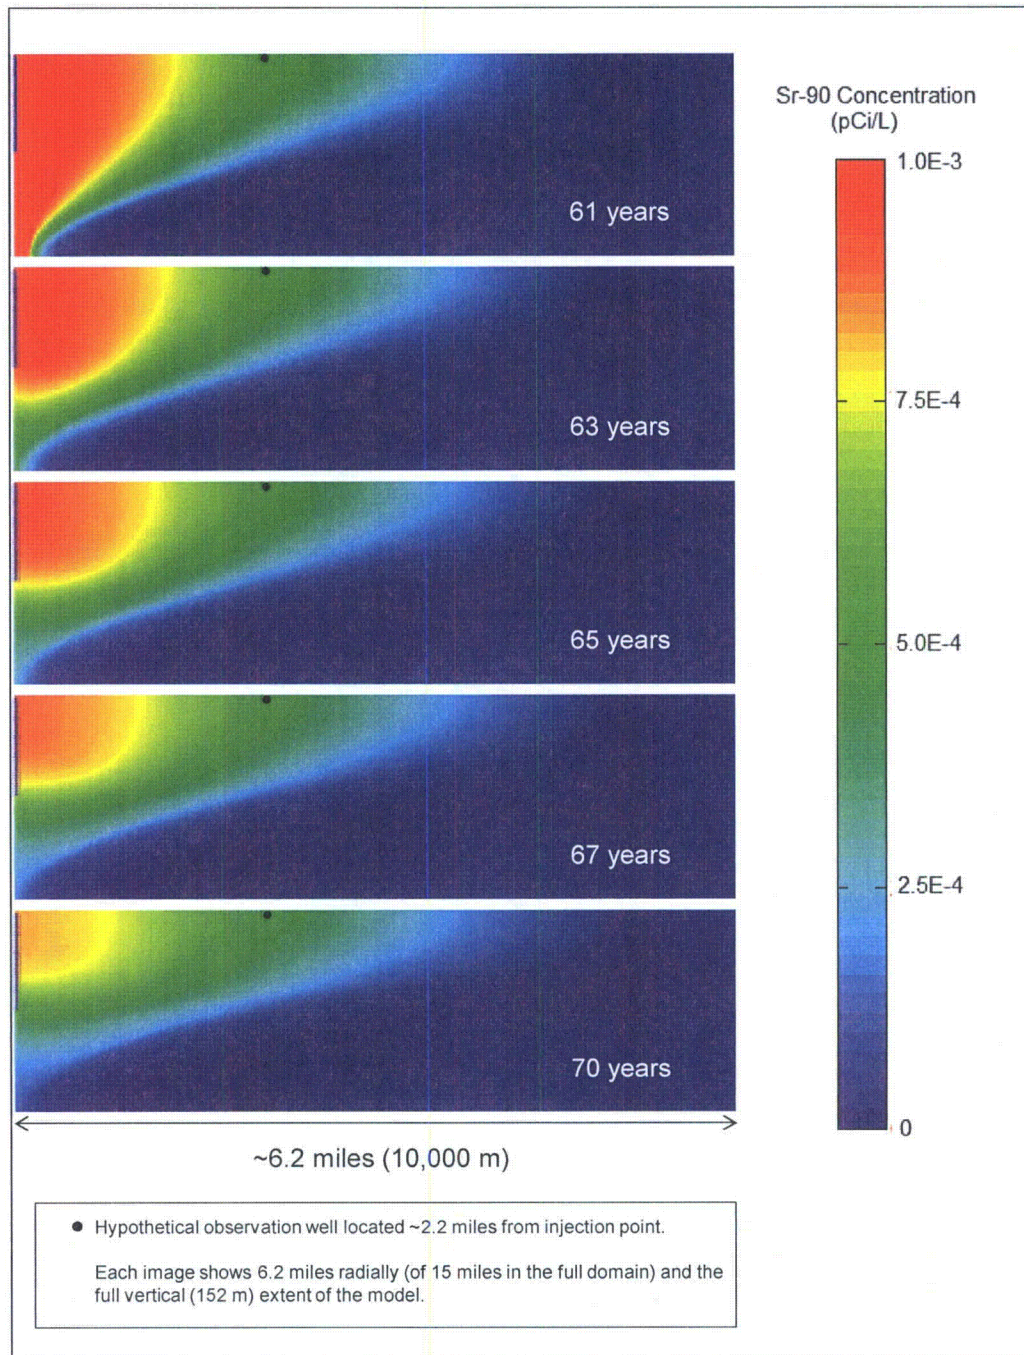 Sr-90 Concentration
(pCi/L)
1.0E-3
61 years
7.5E-4
63 years
5.0E-4
65 years
67 years
2.5E-4
70 years
0
~6.2 miles (10,000 m)
● Hypothetical observation well located ~2.2 miles from injection point.
Each image shows 6.2 miles radially (of 15 miles in the full domain) and the
full vertical (152 m) extent of the model.